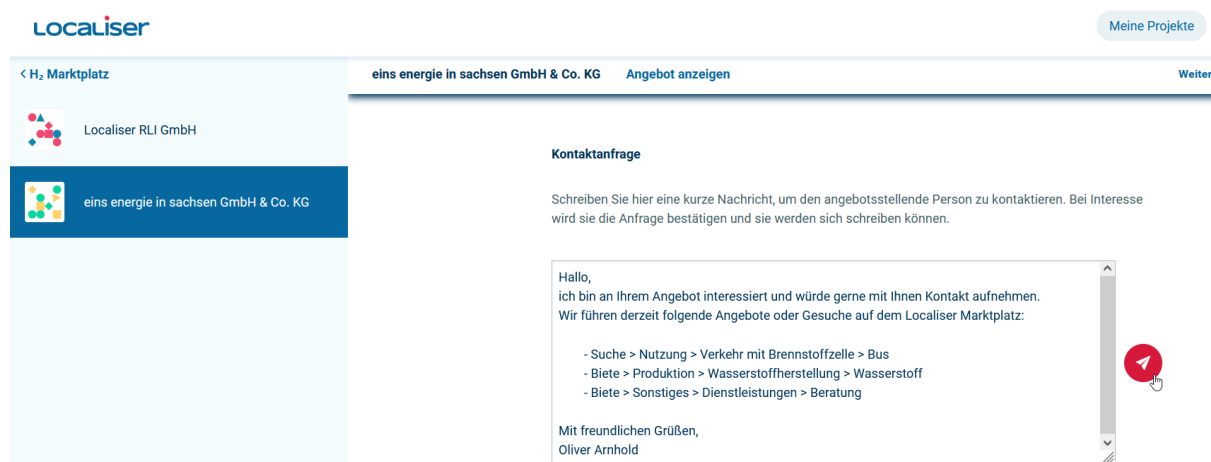 Localiser
Meine Projekte
< H₂ Marktplatz
eins energie in sachsen GmbH & Co. KG Angebot anzeigen
Weiter
Localiser RLI GmbH
eins energie in sachsen GmbH & Co. KG
Kontaktanfrage
Schreiben Sie hier eine kurze Nachricht, um den angebotsstellende Person zu kontaktieren. Bei Interesse
wird sie die Anfrage bestätigen und sie werden sich schreiben können.
Hallo,
ich bin an Ihrem Angebot interessiert und würde gerne mit Ihnen Kontakt aufnehmen.
Wir führen derzeit folgende Angebote oder Gesuche auf dem Localiser Marktplatz:
- Suche > Nutzung > Verkehr mit Brennstoffzelle > Bus
- Biete > Produktion > Wasserstoffherstellung > Wasserstoff
- Biete > Sonstiges > Dienstleistungen > Beratung
Mit freundlichen Grüßen,
Oliver Arnhold